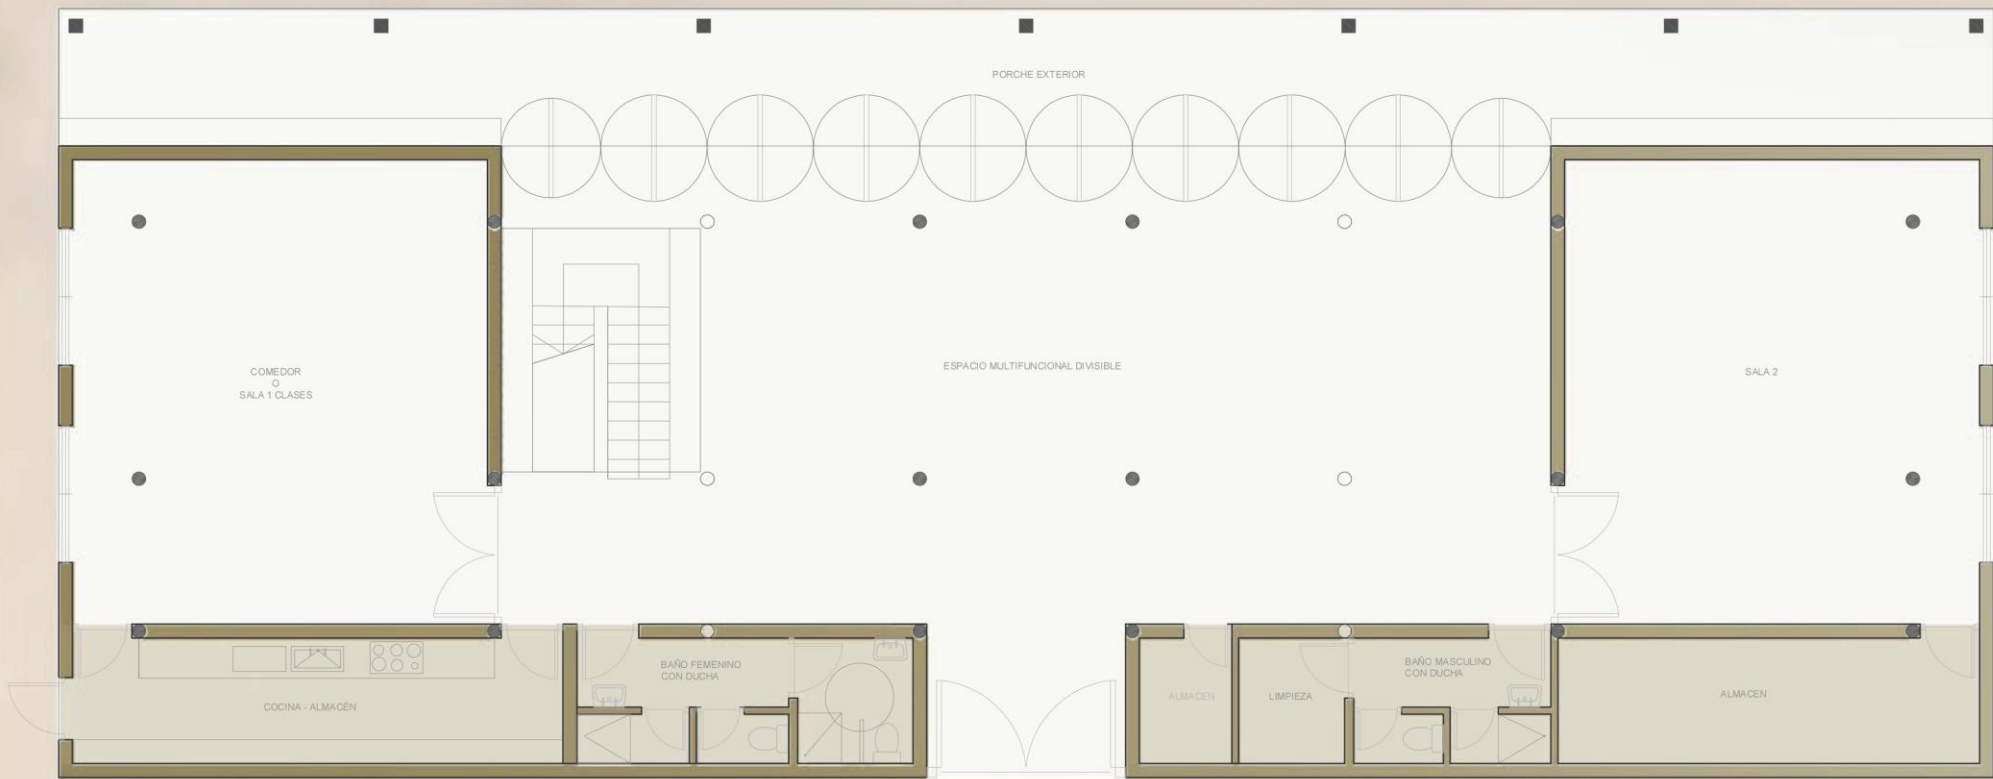 PORCHE EXTERIOR
COMEDOR
O
SALA 1 CLASES
ESPACIO MULTIFUNCIONAL DIVISIBLE
SALA 2
BAÑO FEMENINO
CON DUCHA
BAÑO MASCULINO
CON DUCHA
COCINA - ALMACÉN
ALMACEN
LIMPIEZA
ALMACEN